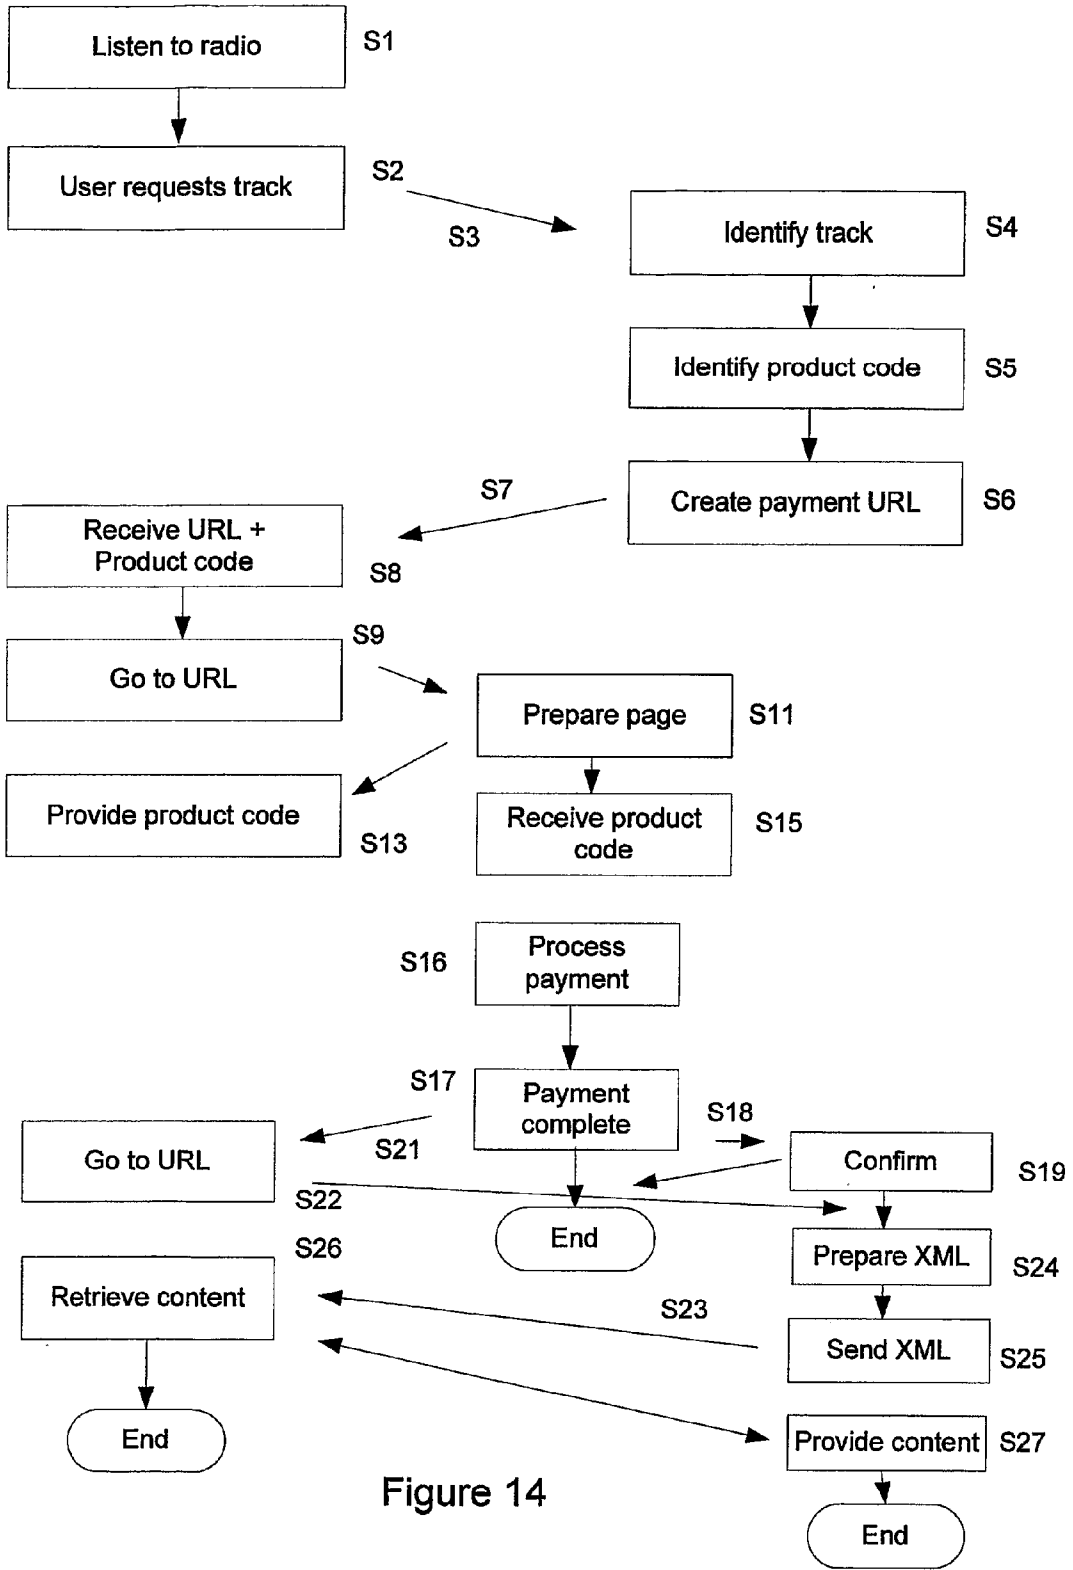 Listen to radio
S1
User requests track
S2
S3
Identify track
S4
Identify product code
S5
Create payment URL
S6
S7
Receive URL +
Product code
S8
Go to URL
S9
Prepare page
S11
Provide product code
S13
Receive product
code
S15
Process
payment
S16
Payment
complete
S17
S18
Confirm
S19
Go to URL
S21
S22
End
Prepare XML
S24
Retrieve content
S26
S23
Send XML
S25
End
Provide content
S27
End
Figure 14